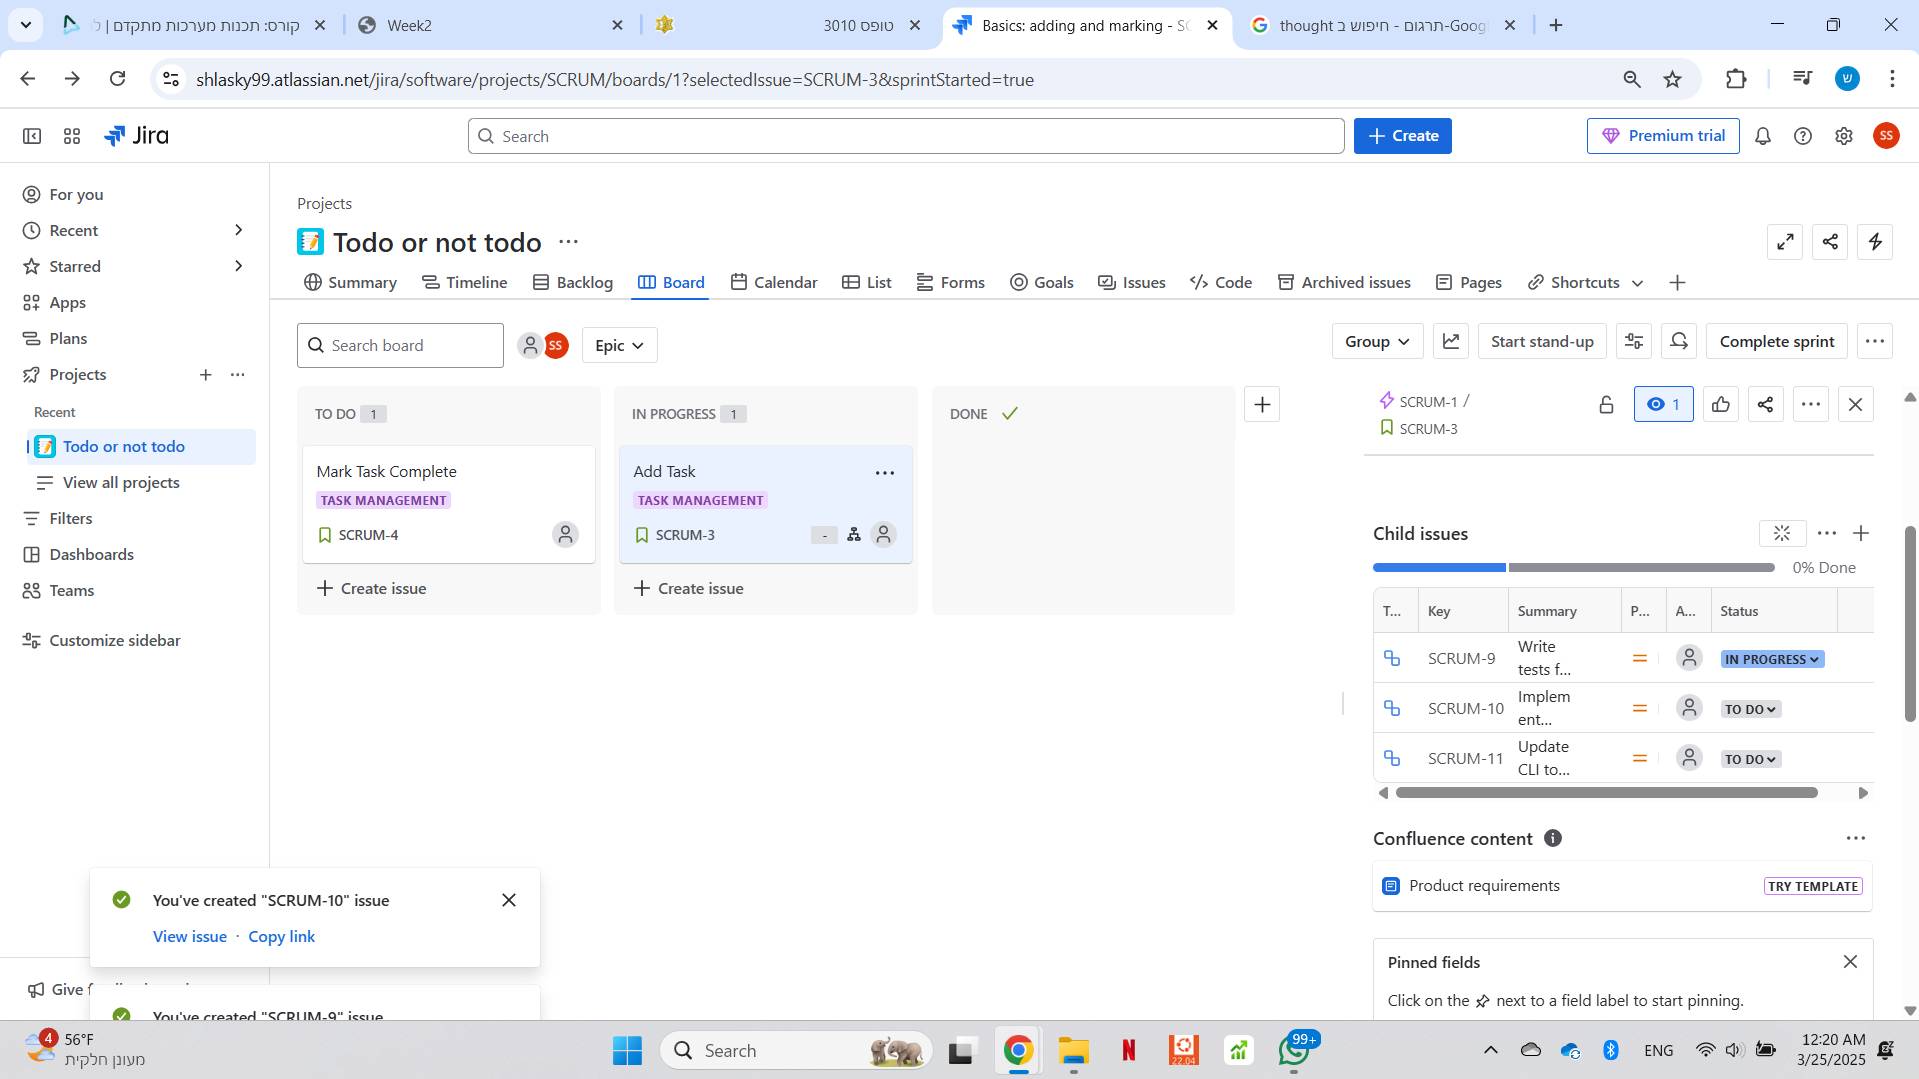 קורס: תכנות מערכות מתקדם | ל
Week2
טופס 3010
Basics: adding and marking - SC
thought תרגום - חיפוש ב-Googl
shlasky99.atlassian.net/jira/software/projects/SCRUM/boards/1?selectedIssue=SCRUM-3&sprintStarted=true
ש
Jira
Search
Create
Premium trial
SS
For you
Recent
Starred
Apps
Plans
Projects
Recent
Todo or not todo
View all projects
Filters
Dashboards
Teams
Customize sidebar
Projects
Todo or not todo
Summary
Timeline
Backlog
Board
Calendar
List
Forms
Goals
Issues
Code
Archived issues
Pages
Shortcuts
Search board
SS
Epic
Group
Start stand-up
Complete sprint
TO DO 1
Mark Task Complete
TASK MANAGEMENT
SCRUM-4
Create issue
IN PROGRESS 1
Add Task
TASK MANAGEMENT
SCRUM-3
-
Create issue
DONE
SCRUM-1 /
SCRUM-3
1
Child issues
0% Done
T... Key Summary P... A... Status
SCRUM-9 Write tests f... IN PROGRESS
SCRUM-10 Implem ent... TO DO
SCRUM-11 Update CLI to... TO DO
Confluence content
Product requirements
TRY TEMPLATE
Pinned fields
Click on the next to a field label to start pinning.
You've created "SCRUM-10" issue
View issue · Copy link
You've created "SCRUM-9" issue
Give
4
56°F
מעונן חלקית
Search
22.04
99+
ENG
12:20 AM
3/25/2025